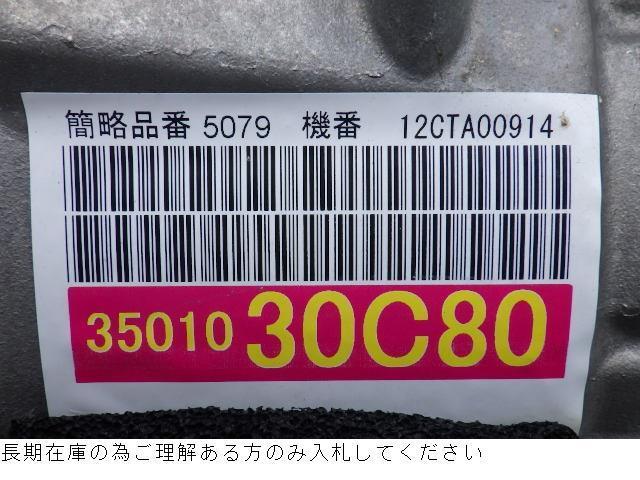 簡略品番 5079 機番 12CTA00914
35010 30C80
長期在庫の為ご理解ある方のみ入札してください